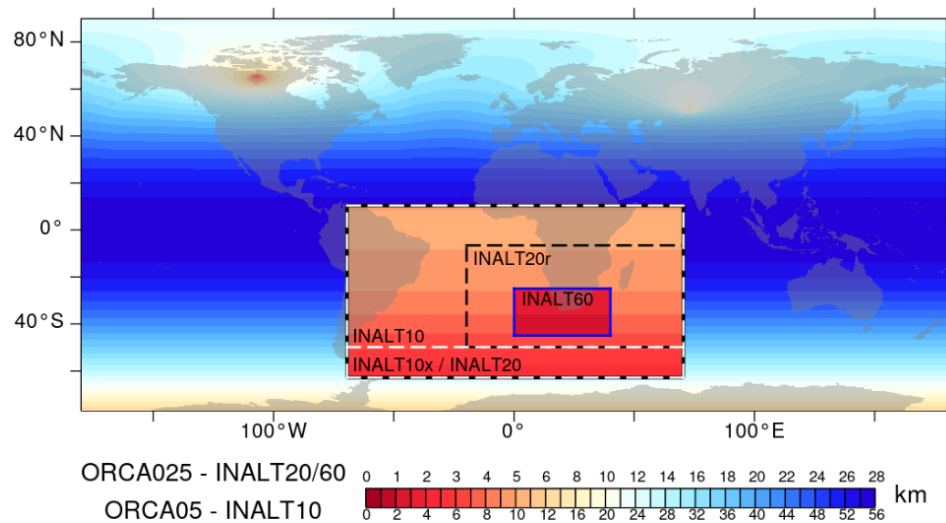 80°N
40°N
0°
40°S
INALT20r
INALT60
INALT10
INALT10x / INALT20
100°W 0° 100°E
ORCA025 - INALT20/60 0 1 2 3 4 5 6 8 10 12 14 16 18 20 22 24 26 28
km
ORCA05 - INALT10 0 2 4 6 8 10 12 16 20 24 28 32 36 40 44 48 52 56